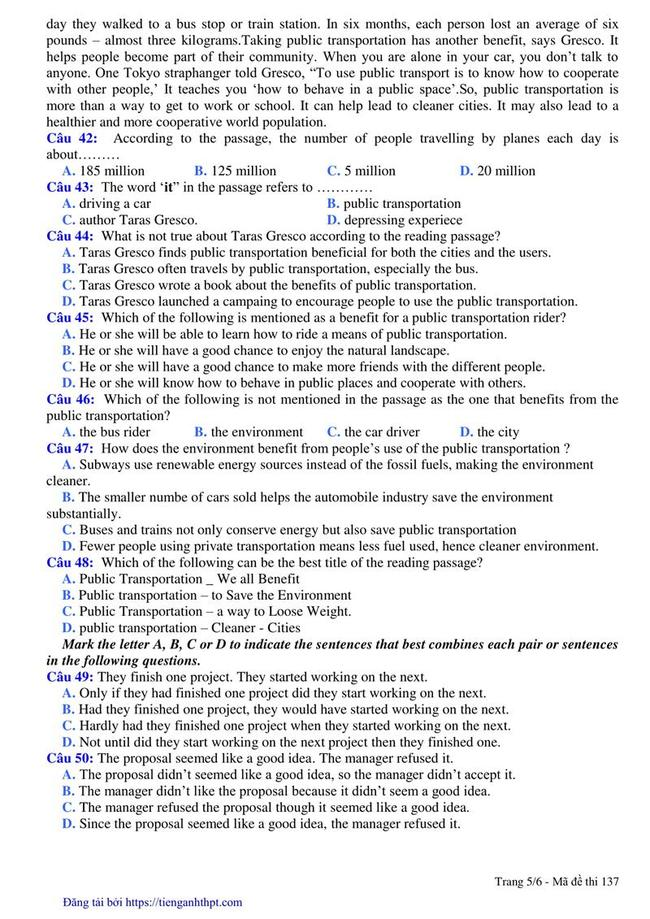 day they walked to a bus stop or train station. In six months, each person lost an average of six
pounds – almost three kilograms.Taking public transportation has another benefit, says Gresco. It
helps people become part of their community. When you are alone in your car, you don't talk to
anyone. One Tokyo straphanger told Gresco, "To use public transport is to know how to cooperate
with other people,' It teaches you 'how to behave in a public space'.So, public transportation is
more than a way to get to work or school. It can help lead to cleaner cities. It may also lead to a
healthier and more cooperative world population.
Câu 42: According to the passage, the number of people travelling by planes each day is
about………
A. 185 million B. 125 million C. 5 million D. 20 million
Câu 43: The word 'it" in the passage refers to …………
A. driving a car B. public transportation
C. author Taras Gresco. D. depressing experiece
Câu 44: What is not true about Taras Gresco according to the reading passage?
A. Taras Gresco finds public transportation beneficial for both the cities and the users.
B. Taras Gresco often travels by public transportation, especially the bus.
C. Taras Gresco wrote a book about the benefits of public transportation.
D. Taras Gresco launched a campaing to encourage people to use the public transportation.
Câu 45: Which of the following is mentioned as a benefit for a public transportation rider?
A. He or she will be able to learn how to ride a means of public transportation.
B. He or she will have a good chance to enjoy the natural landscape.
C. He or she will have a good chance to make more friends with the different people.
D. He or she will know how to behave in public places and cooperate with others.
Câu 46: Which of the following is not mentioned in the passage as the one that benefits from the
public transportation?
A. the bus rider B. the environment C. the car driver D. the city
Câu 47: How does the environment benefit from people's use of the public transportation ?
A. Subways use renewable energy sources instead of the fossil fuels, making the environment
cleaner.
B. The smaller numbe of cars sold helps the automobile industry save the environment
substantially.
C. Buses and trains not only conserve energy but also save public transportation
D. Fewer people using private transportation means less fuel used, hence cleaner environment.
Câu 48: Which of the following can be the best title of the reading passage?
A. Public Transportation _ We all Benefit
B. Public transportation – to Save the Environment
C. Public Transportation – a way to Loose Weight.
D. public transportation – Cleaner - Cities
Mark the letter A, B, C or D to indicate the sentences that best combines each pair or sentences
in the following questions.
Câu 49: They finish one project. They started working on the next.
A. Only if they had finished one project did they start working on the next.
B. Had they finished one project, they would have started working on the next.
C. Hardly had they finished one project when they started working on the next.
D. Not until did they start working on the next project then they finished one.
Câu 50: The proposal seemed like a good idea. The manager refused it.
A. The proposal didn't seemed like a good idea, so the manager didn't accept it.
B. The manager didn't like the proposal because it didn't seem a good idea.
C. The manager refused the proposal though it seemed like a good idea.
D. Since the proposal seemed like a good idea, the manager refused it.
Trang 5/6 - Mã đề thi 137
Đăng tải bởi https://tienganhthpt.com